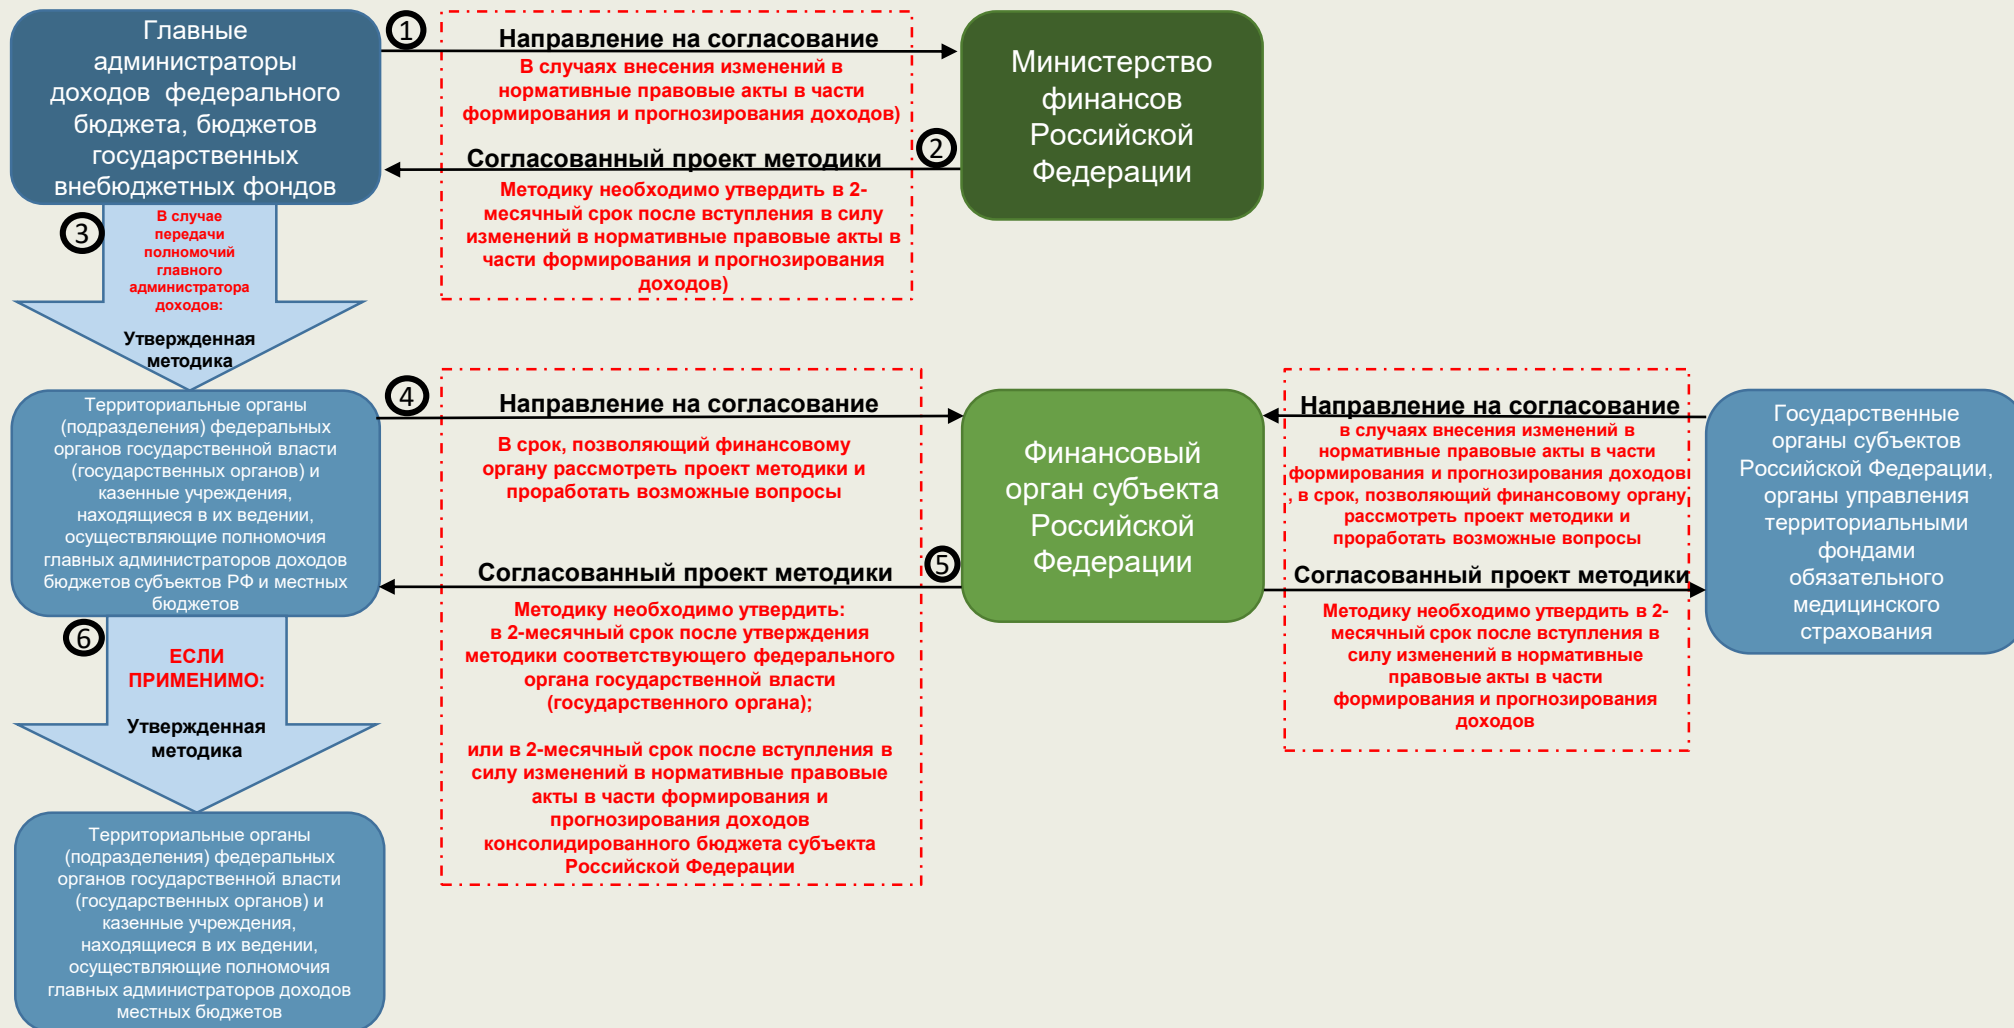 Главные
администраторы
доходов федерального
бюджета, бюджетов
государственных
внебюджетных фондов
1
Направление на согласование
В случаях внесения изменений в
нормативные правовые акты в части
формирования и прогнозирования доходов)
Согласованный проект методики
2
Методику необходимо утвердить в 2-
месячный срок после вступления в силу
изменений в нормативные правовые акты в
части формирования и прогнозирования
доходов)
Министерство
финансов
Российской
Федерации
3
В случае
передачи
полномочий
главного
администратора
доходов:
Утвержденная
методика
Территориальные органы
(подразделения) федеральных
органов государственной власти
(государственных органов) и
казенные учреждения,
находящиеся в их ведении,
осуществляющие полномочия
главных администраторов доходов
бюджетов субъектов РФ и местных
бюджетов
4
Направление на согласование
В срок, позволяющий финансовому
органу рассмотреть проект методики и
проработать возможные вопросы
Согласованный проект методики
5
Методику необходимо утвердить:
в 2-месячный срок после утверждения
методики соответствующего федерального
органа государственной власти
(государственного органа);
или в 2-месячный срок после вступления в
силу изменений в нормативные правовые
акты в части формирования и
прогнозирования доходов
консолидированного бюджета субъекта
Российской Федерации
Финансовый
орган субъекта
Российской
Федерации
Направление на согласование
в случаях внесения изменений в
нормативные правовые акты в части
формирования и прогнозирования доходов
, в срок, позволяющий финансовому органу
рассмотреть проект методики и
проработать возможные вопросы
Согласованный проект методики
Методику необходимо утвердить в 2-
месячный срок после вступления в
силу изменений в нормативные
правовые акты в части
формирования и прогнозирования
доходов
Государственные
органы субъектов
Российской Федерации,
органы управления
территориальными
фондами
обязательного
медицинского
страхования
6
ЕСЛИ
ПРИМЕНИМО:
Утвержденная
методика
Территориальные органы
(подразделения) федеральных
органов государственной власти
(государственных органов) и
казенные учреждения,
находящиеся в их ведении,
осуществляющие полномочия
главных администраторов доходов
местных бюджетов